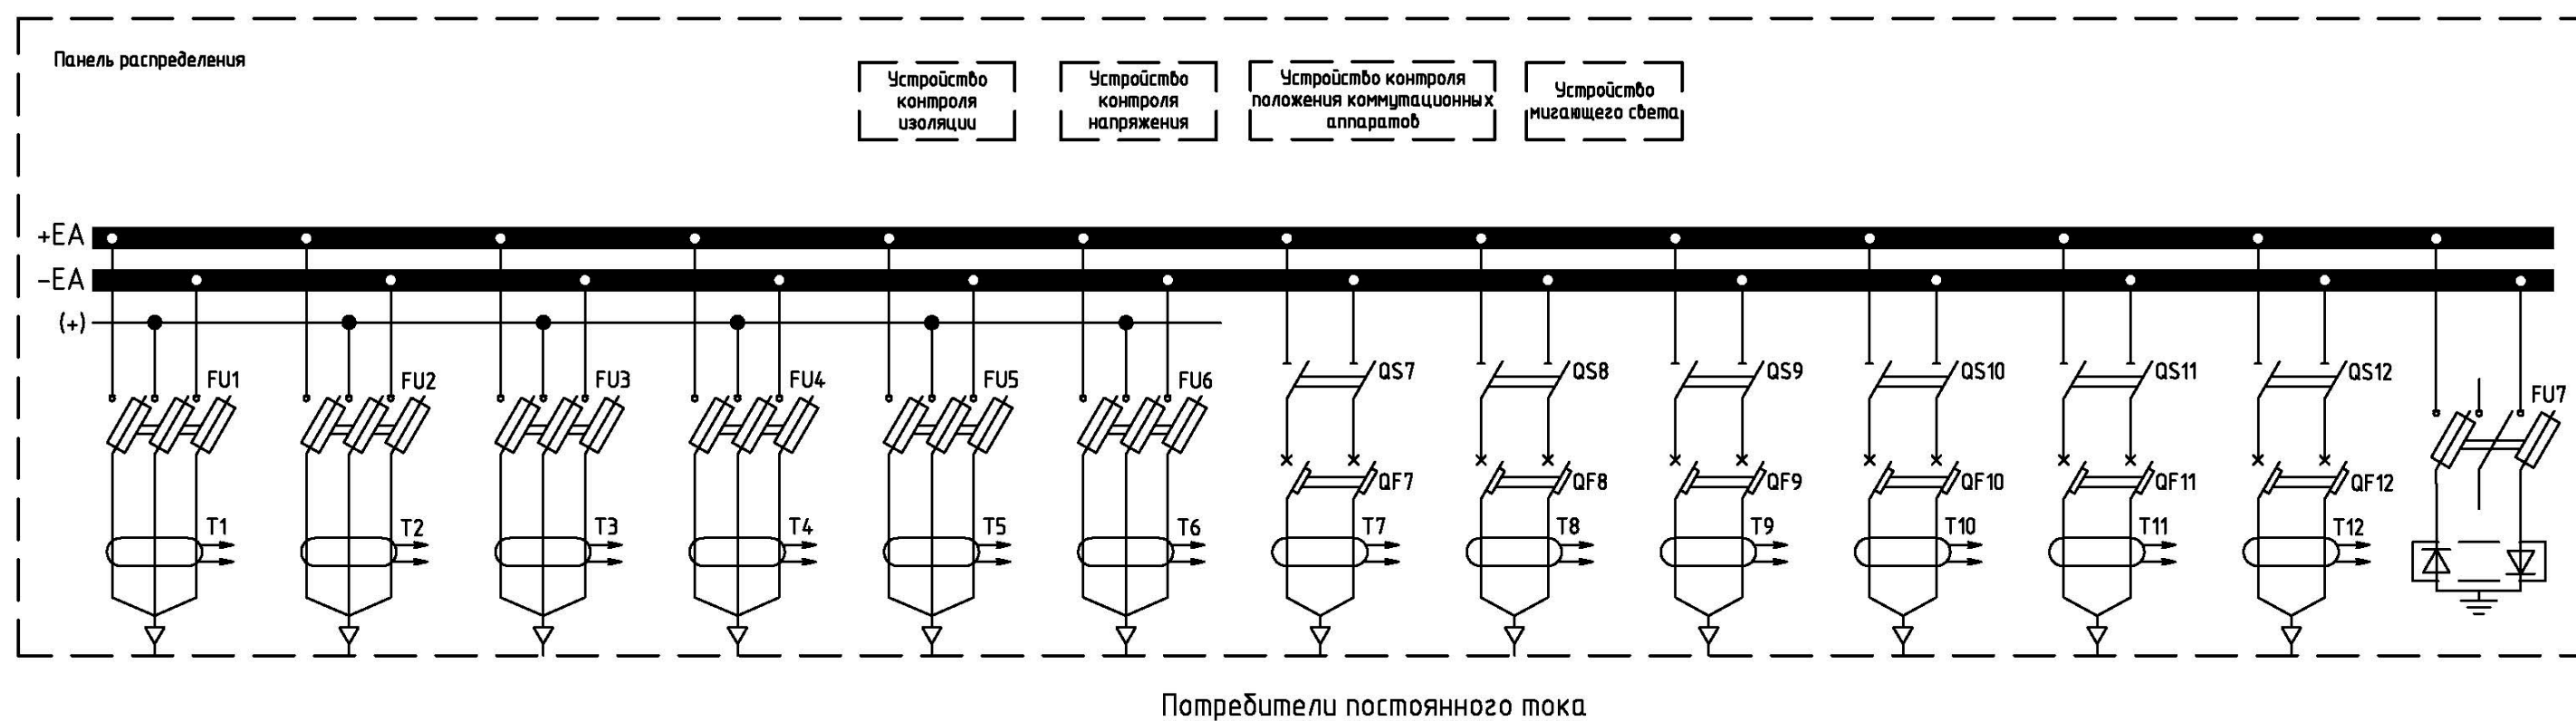 Панель распределения
Устройство
контроля
изоляции
Устройство
контроля
напряжения
Устройство контроля
положения коммутационных
аппаратов
Устройство
мигающего света
+EA
−EA
(+)
FU1
FU2
FU3
FU4
FU5
FU6
QS7
QS8
QS9
QS10
QS11
QS12
FU7
QF7
QF8
QF9
QF10
QF11
QF12
T1
T2
T3
T4
T5
T6
T7
T8
T9
T10
T11
T12
Потребители постоянного тока